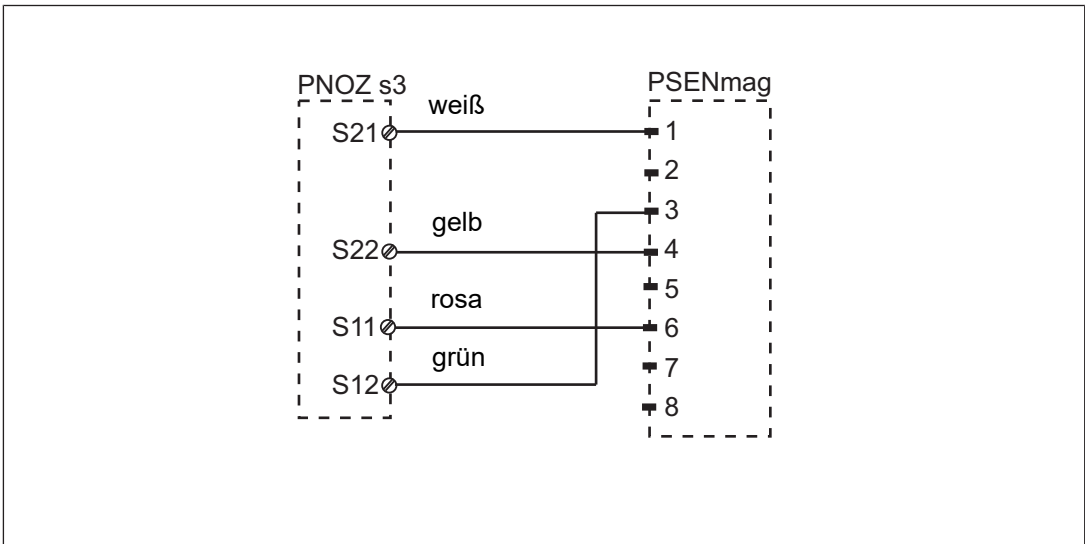 PNOZ s3
weiß
S21
gelb
S22
rosa
S11
grün
S12
PSENmag
1
2
3
4
5
6
7
8